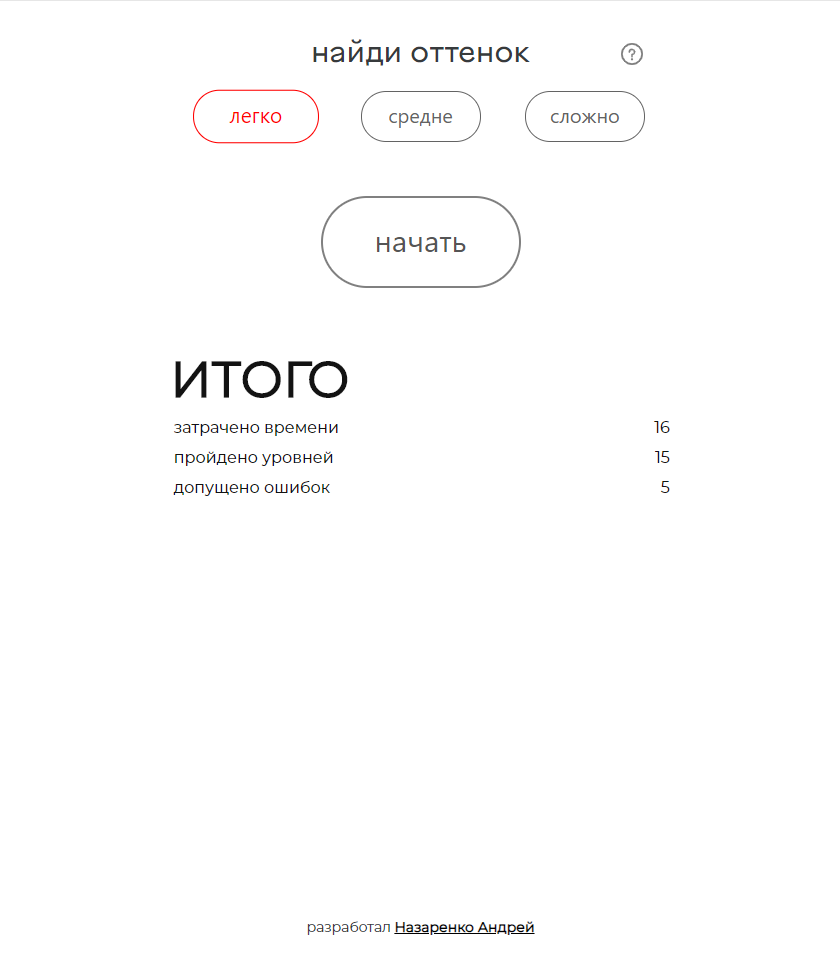 найди оттенок ?
легко средне сложно
начать
ИТОГО
затрачено времени 16
пройдено уровней 15
допущено ошибок 5
разработал Назаренко Андрей